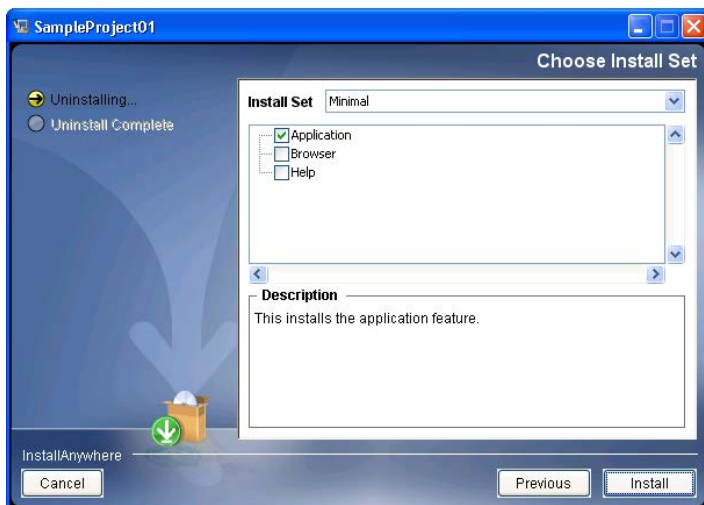 SampleProject01
Choose Install Set
Uninstalling...
Uninstall Complete
Install Set Minimal
Application
Browser
Help
Description
This installs the application feature.
InstallAnywhere
Cancel Previous Install